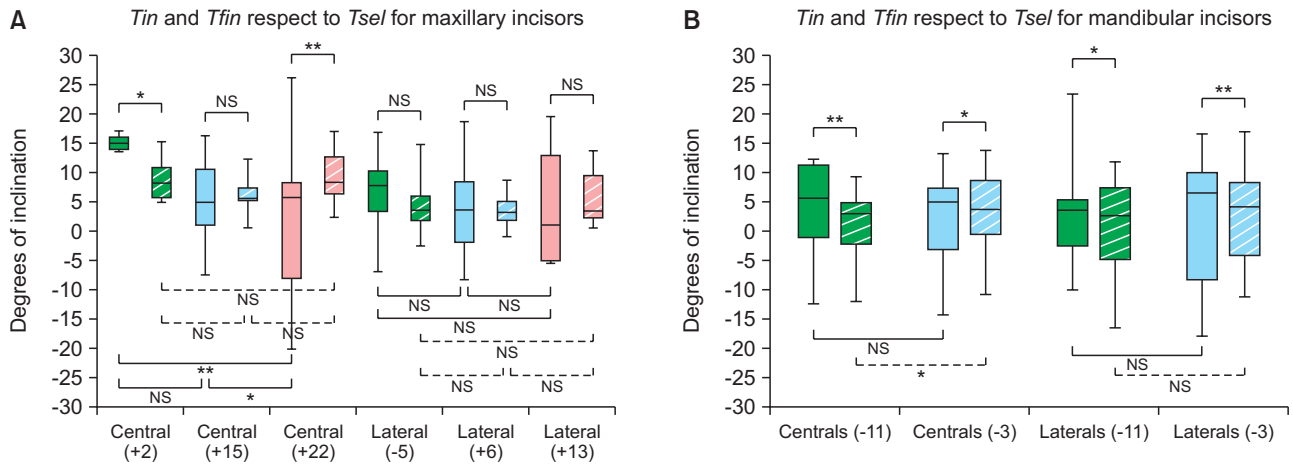 A
Tin and Tfin respect to Tsel for maxillary incisors
Degrees of inclination
30
25
20
15
10
5
0
-5
-10
-15
-20
-25
-30
*
NS
**
NS
NS
NS
NS
NS
NS
NS
NS
NS
**
NS
*
NS
NS
NS
Central
(+2)
Central
(+15)
Central
(+22)
Lateral
(-5)
Lateral
(+6)
Lateral
(+13)
B
Tin and Tfin respect to Tsel for mandibular incisors
Degrees of inclination
30
25
20
15
10
5
0
-5
-10
-15
-20
-25
-30
**
*
*
**
NS
*
NS
NS
Centrals (-11)
Centrals (-3)
Laterals (-11)
Laterals (-3)